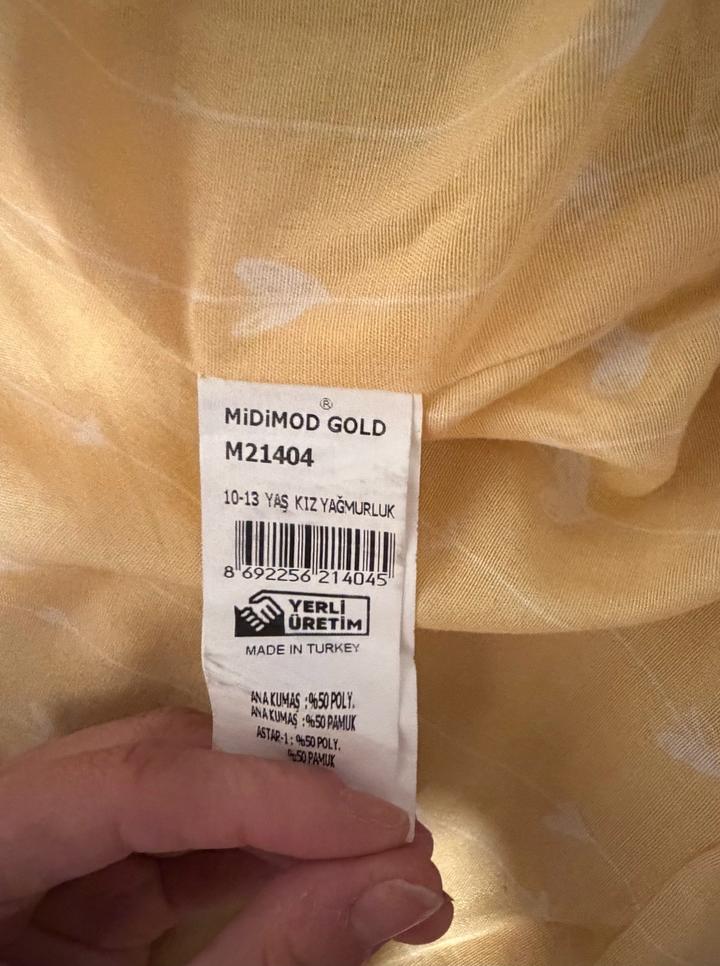 ®
MiDiMOD GOLD
M21404
10-13 YAŞ KIZ YAĞMURLUK
8 692256 214045
YERLİ
ÜRETİM
MADE IN TURKEY
ANA KUMAŞ :%50 POLY.
ANA KUMAŞ :%50 PAMUK
ASTAR-1: %50 POLY.
%50 PAMUK